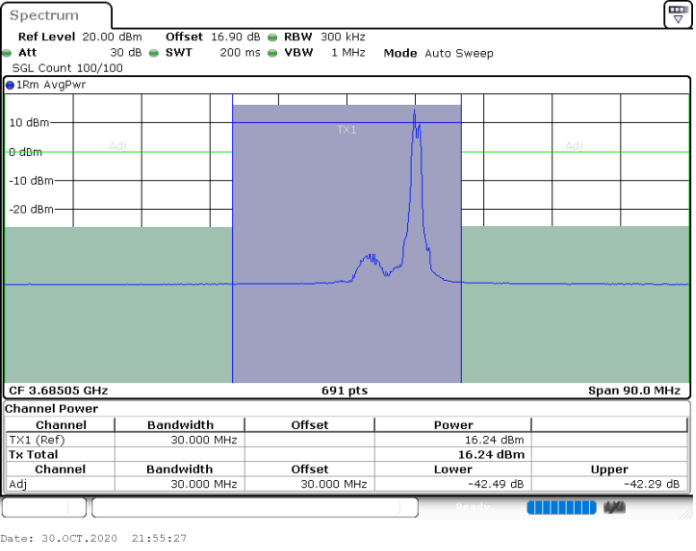 Spectrum
Ref Level 20.00 dBm Offset 16.90 dB RBW 300 kHz
Att 30 dB SWT 200 ms VBW 1 MHz Mode Auto Sweep
SGL Count 100/100
1Rm AvgPwr
10 dBm
TX1
Adj Adj
0 dBm
-10 dBm
-20 dBm
CF 3.68505 GHz 691 pts Span 90.0 MHz
Channel Power
Channel Bandwidth Offset Power
TX1 (Ref) 30.000 MHz 16.24 dBm
Tx Total 16.24 dBm
Channel Bandwidth Offset Lower Upper
Adj 30.000 MHz 30.000 MHz -42.49 dB -42.29 dB
Ready
Date: 30.OCT.2020 21:55:27